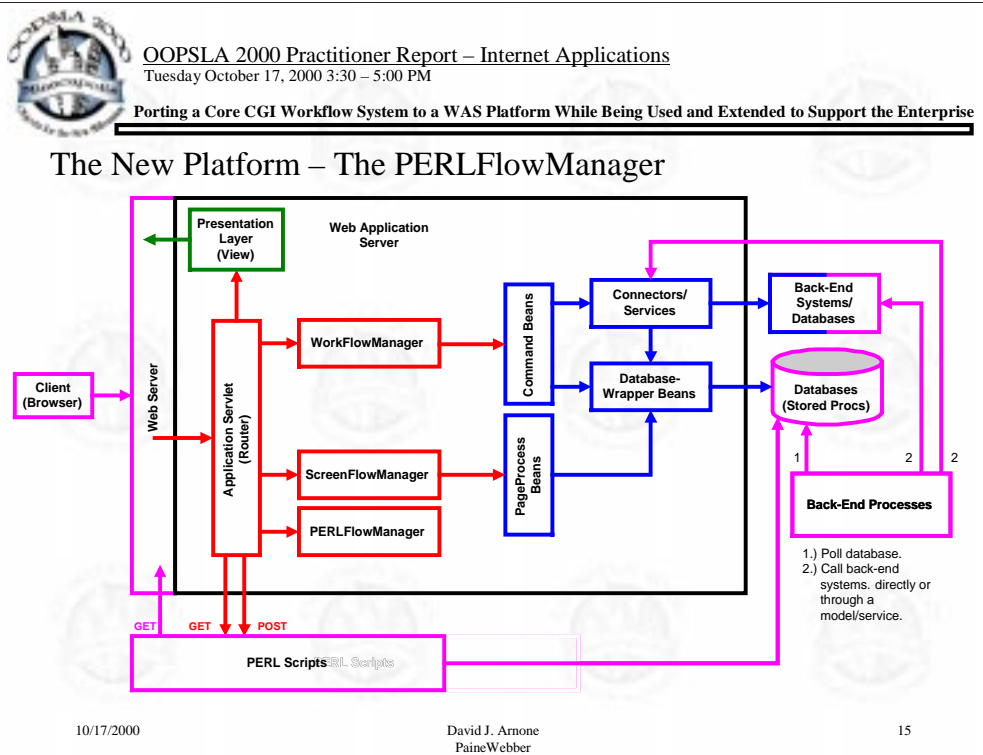 OOPSLA 2000
Minneapolis
OOPSLA 2000 Practitioner Report – Internet Applications
Tuesday October 17, 2000 3:30 – 5:00 PM
Porting a Core CGI Workflow System to a WAS Platform While Being Used and Extended to Support the Enterprise
The New Platform – The PERLFlowManager
Presentation
Layer
(View)
Web Application
Server
Client
(Browser)
Web Server
Application Servlet
(Router)
WorkFlowManager
ScreenFlowManager
PERLFlowManager
Command Beans
PageProcess
Beans
Connectors/
Services
Database-
Wrapper Beans
Back-End
Systems/
Databases
Databases
(Stored Procs)
1
2
2
Back-End Processes
1.) Poll database.
2.) Call back-end
systems. directly or
through a
model/service.
GET
GET
POST
PERL Scripts
PERL Scripts
10/17/2000
David J. Arnone
PaineWebber
15